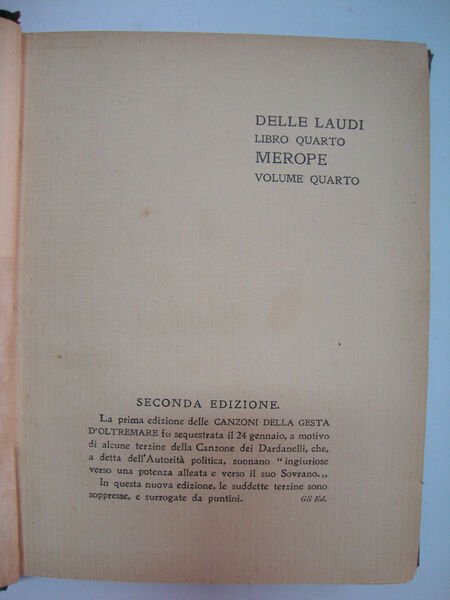 DELLE LAUDI
LIBRO QUARTO
MEROPE
VOLUME QUARTO
SECONDA EDIZIONE.
La prima edizione delle CANZONI DELLA GESTA
D'OLTREMARE fu sequestrata il 24 gennaio, a motivo
di alcune terzine della Canzone dei Dardanelli, che,
a detta dell'Autorità politica, suonano "ingiuriose
verso una potenza alleata e verso il suo Sovrano.„
In questa nuova edizione, le suddette terzine sono
soppresse, e surrogate da puntini. Gli Ed.